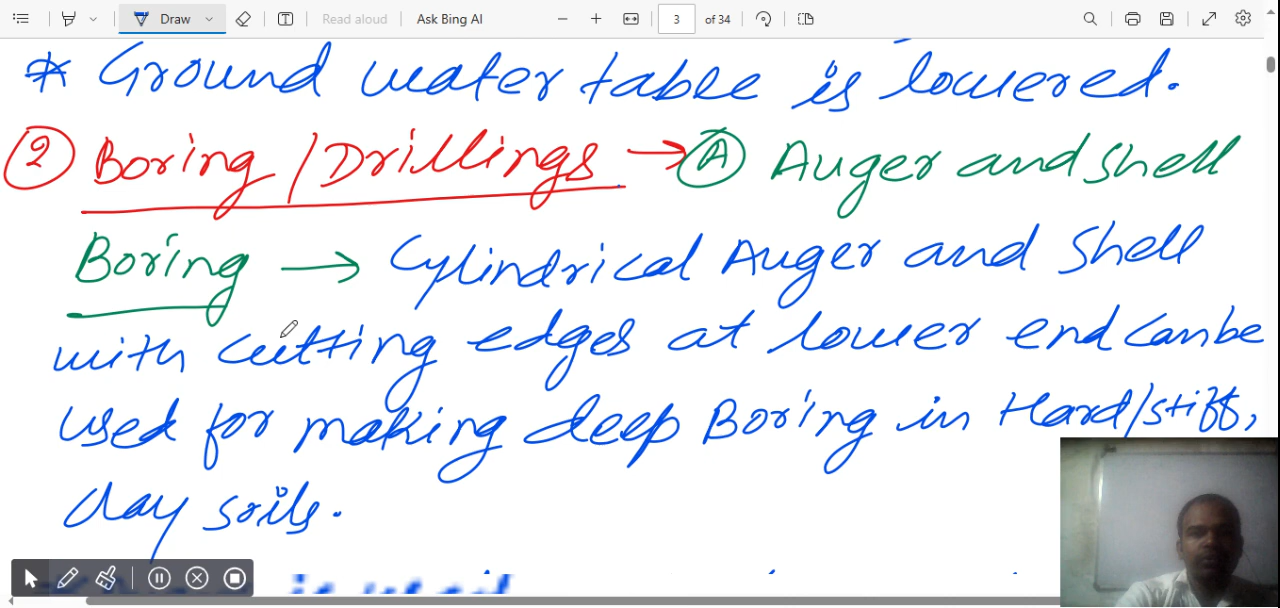 Draw Read aloud Ask Bing AI 3 of 34
* Ground water table is lowered.
2 Boring / Drillings → A Auger and Shell
Boring → Cylindrical Auger and Shell
with cutting edges at lower end can be
used for making deep Boring in Hard/stiff,
clay soils.
is used